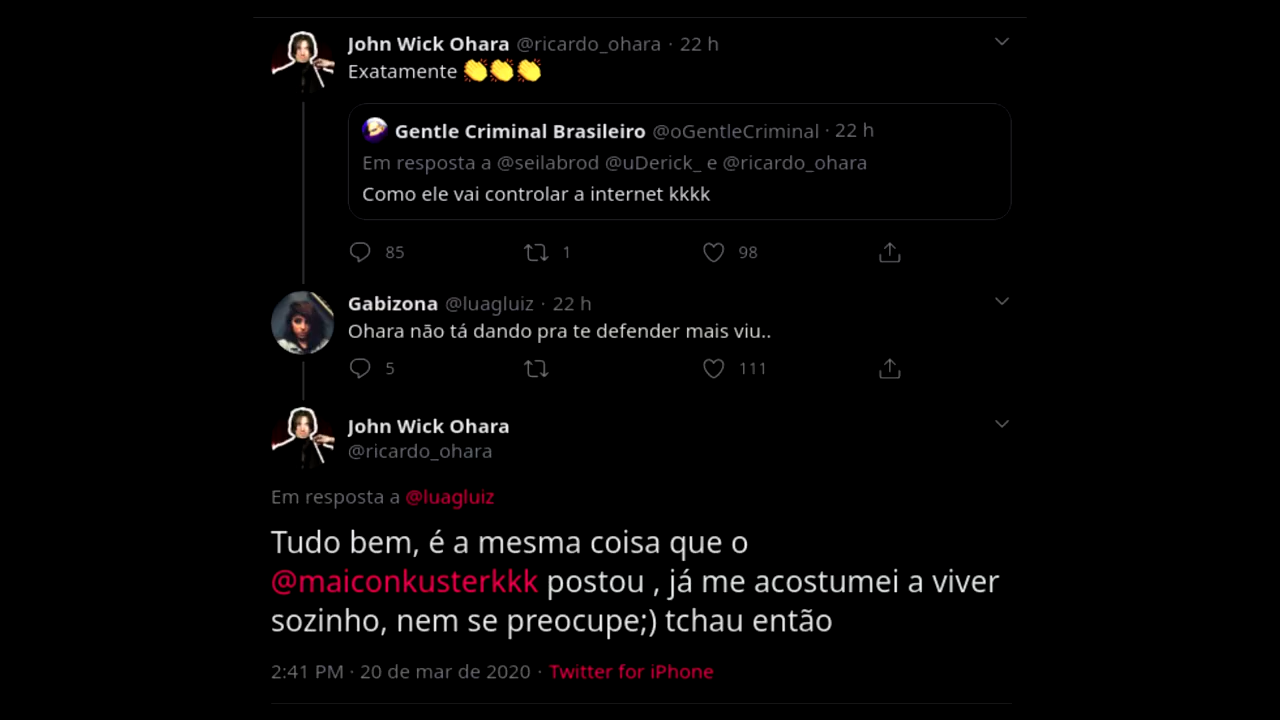 John Wick Ohara @ricardo_ohara · 22 h
Exatamente 👏👏👏
Gentle Criminal Brasileiro @oGentleCriminal · 22 h
Em resposta a @seilabrod @uDerick_ e @ricardo_ohara
Como ele vai controlar a internet kkkk
85 1 98
Gabizona @luagluiz · 22 h
Ohara não tá dando pra te defender mais viu..
5 111
John Wick Ohara
@ricardo_ohara
Em resposta a @luagluiz
Tudo bem, é a mesma coisa que o
@maiconkusterkkk postou , já me acostumei a viver
sozinho, nem se preocupe;) tchau então
2:41 PM · 20 de mar de 2020 · Twitter for iPhone